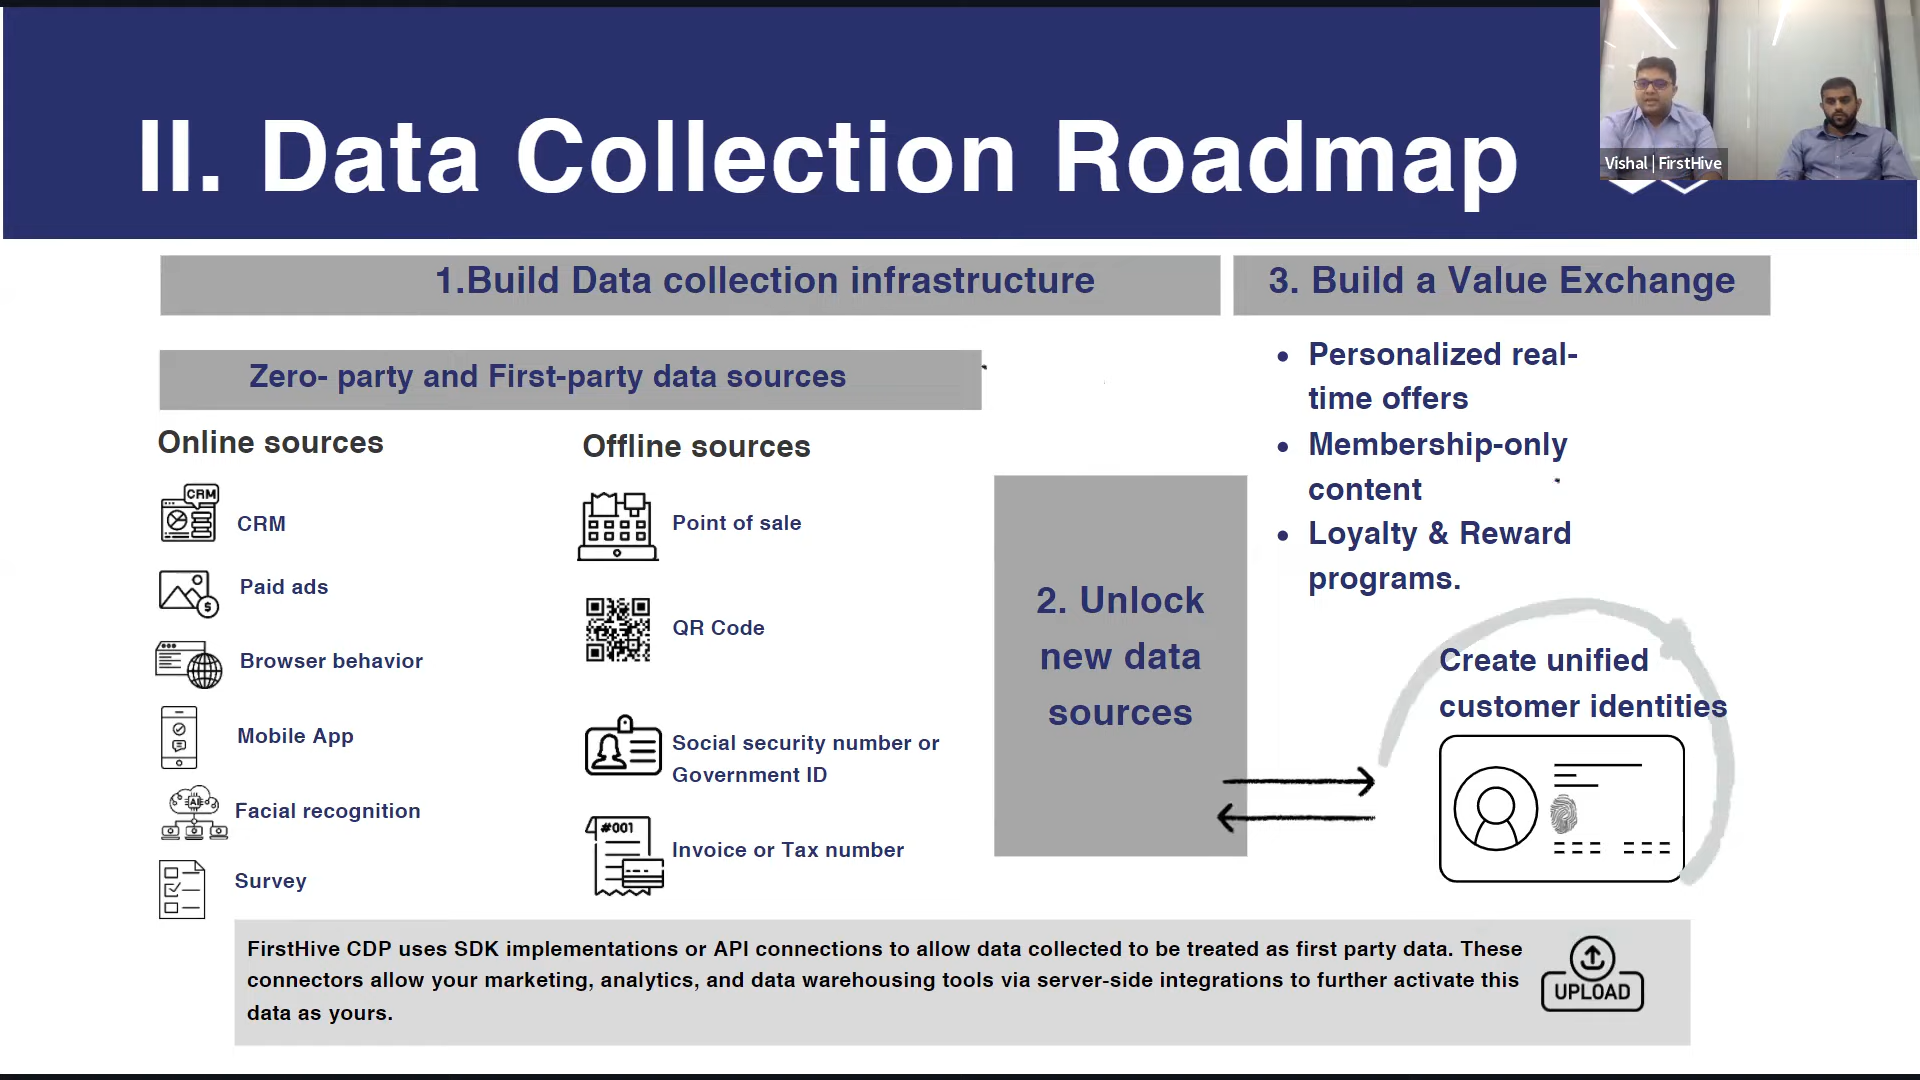 II. Data Collection Roadmap
Vishal | FirstHive
1.Build Data collection infrastructure
3. Build a Value Exchange
Zero- party and First-party data sources
Online sources
CRM
CRM
Paid ads
$
Browser behavior
Mobile App
AI
Facial recognition
Survey
Offline sources
Point of sale
QR Code
Social security number or
Government ID
#001
Invoice or Tax number
2. Unlock
new data
sources
• Personalized real-
time offers
• Membership-only
content
• Loyalty & Reward
programs.
Create unified
customer identities
FirstHive CDP uses SDK implementations or API connections to allow data collected to be treated as first party data. These
connectors allow your marketing, analytics, and data warehousing tools via server-side integrations to further activate this
data as yours.
UPLOAD